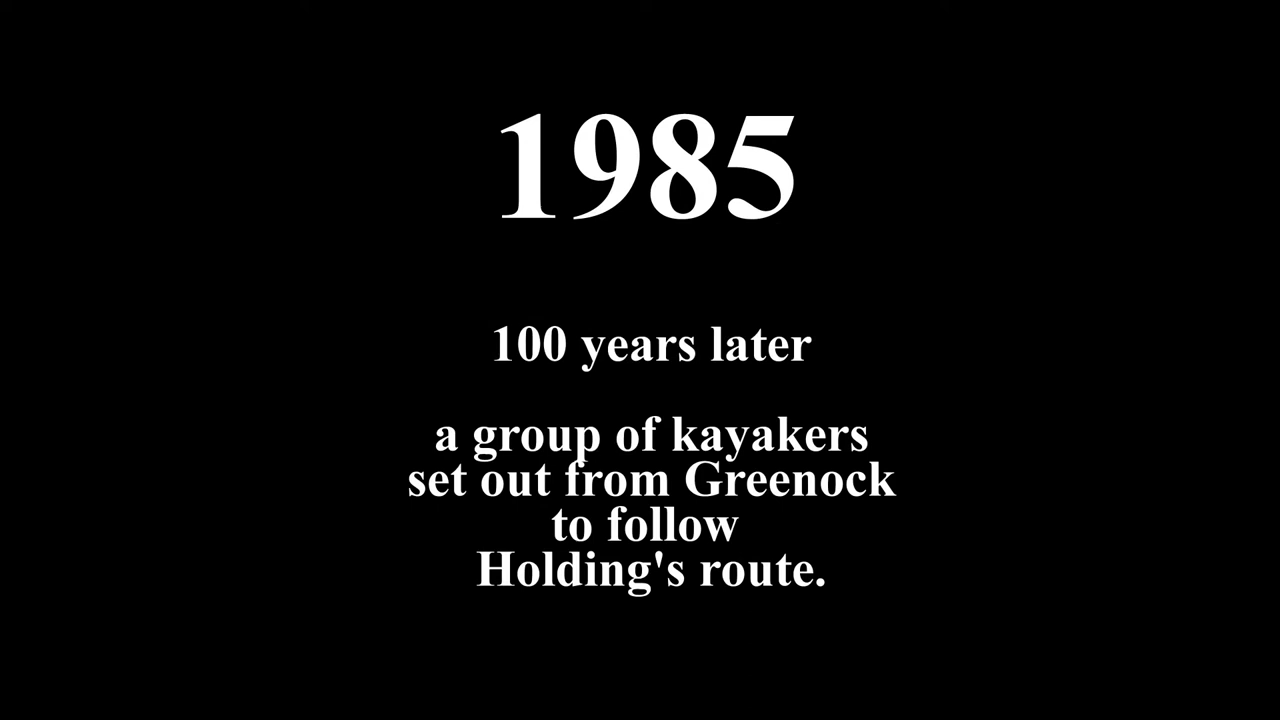 1985
100 years later
a group of kayakers
set out from Greenock
to follow
Holding's route.